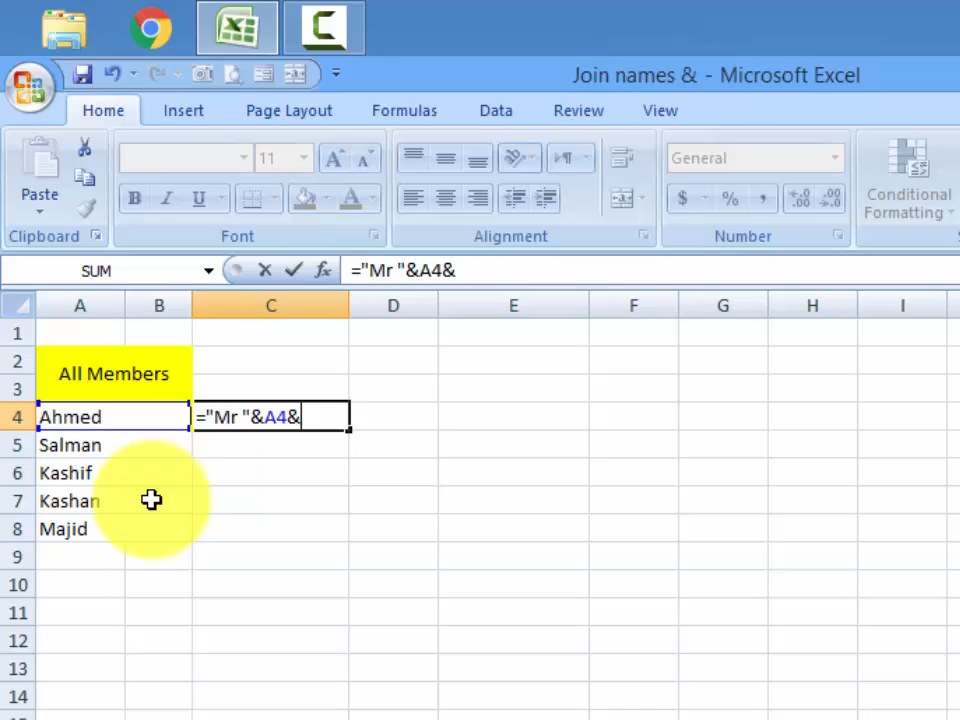 Join names & - Microsoft Excel
Home Insert Page Layout Formulas Data Review View
11 A A General
Paste B I U A $ % , Conditional
Formatting
Clipboard Font Alignment Number
SUM fx ="Mr "&A4&
A B C D E F G H I
1
2
All Members
3
4 Ahmed ="Mr "&A4&
5 Salman
6 Kashif
7 Kashan
8 Majid
9
10
11
12
13
14